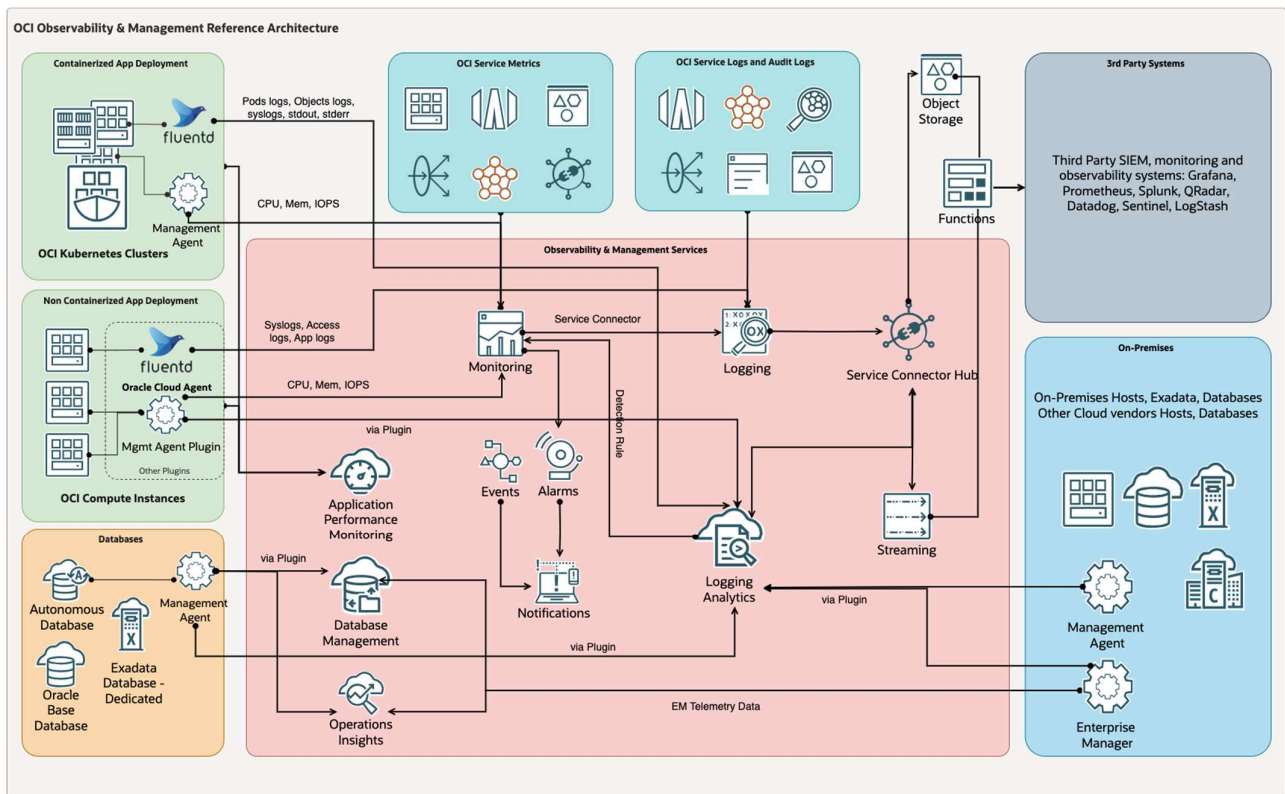 OCI Observability & Management Reference Architecture
Containerized App Deployment
fluentd
Management
Agent
OCI Kubernetes Clusters
Pods logs, Objects logs,
syslogs, stdout, stderr
CPU, Mem, IOPS
OCI Service Metrics
OCI Service Logs and Audit Logs
Object
Storage
Functions
3rd Party Systems
Third Party SIEM, monitoring and
observability systems: Grafana,
Prometheus, Splunk, QRadar,
Datadog, Sentinel, LogStash
Non Containerized App Deployment
fluentd
Oracle Cloud Agent
Mgmt Agent Plugin
Other Plugins
OCI Compute Instances
Syslogs, Access
logs, App logs
CPU, Mem, IOPS
via Plugin
Observability & Management Services
Monitoring
Service Connector
1: XOXOX
2: X
OX
Logging
Service Connector Hub
Detection Rule
Application
Performance
Monitoring
Events
Alarms
Notifications
Streaming
Logging
Analytics
Databases
A
Autonomous
Database
Management
Agent
X
Exadata
Database -
Dedicated
Oracle
Base
Database
via Plugin
Database
Management
via Plugin
Operations
Insights
EM Telemetry Data
via Plugin
On-Premises
On-Premises Hosts, Exadata, Databases
Other Cloud vendors Hosts, Databases
X
C
Management
Agent
Enterprise
Manager